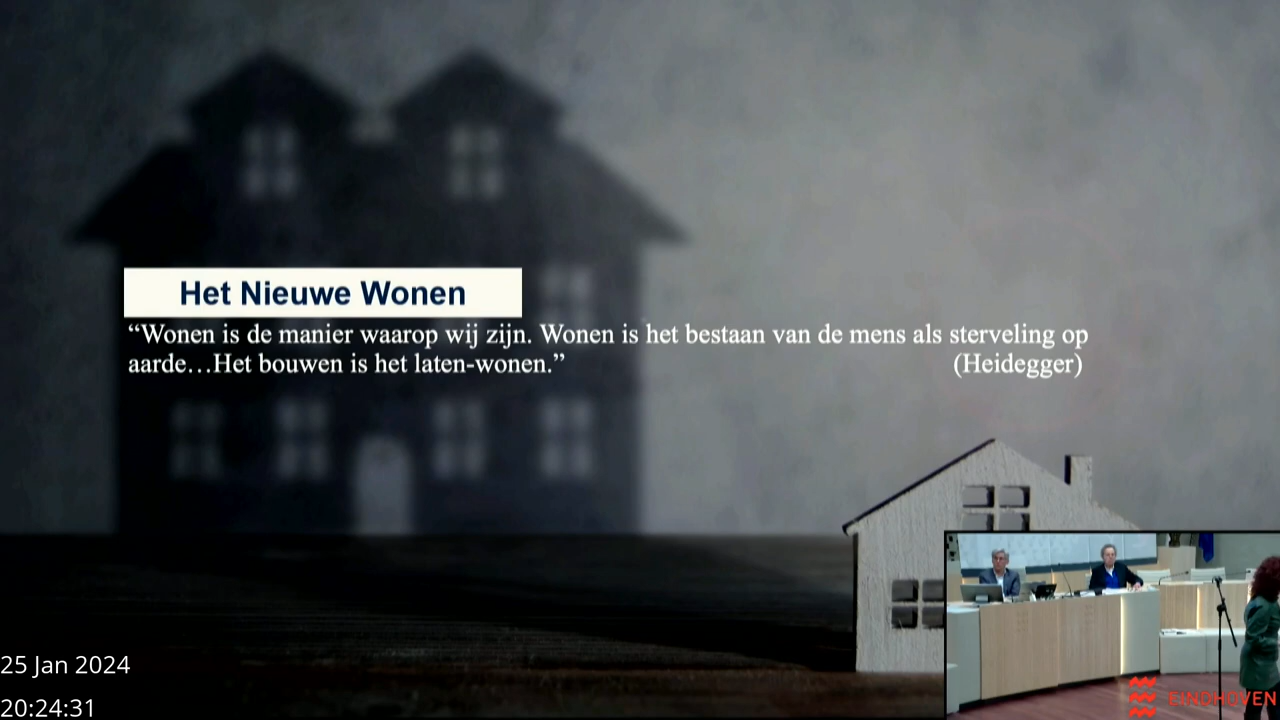 Het Nieuwe Wonen
“Wonen is de manier waarop wij zijn. Wonen is het bestaan van de mens als sterveling op
aarde…Het bouwen is het laten-wonen.” (Heidegger)
25 Jan 2024
20:24:31
EINDHOVEN